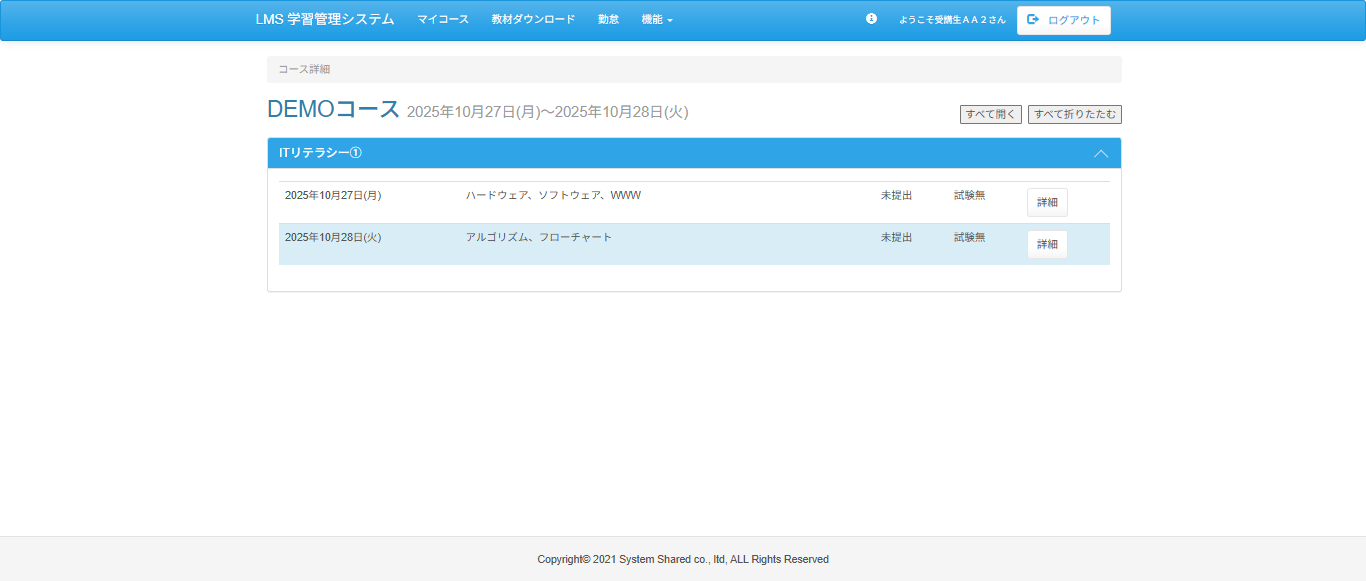 LMS 学習管理システム マイコース 教材ダウンロード 勤怠 機能 ようこそ受講生ＡＡ２さん ログアウト
コース詳細
DEMOコース 2025年10月27日(月)～2025年10月28日(火) すべて開く すべて折りたたむ
ITリテラシー①
2025年10月27日(月) ハードウェア、ソフトウェア、WWW 未提出 試験無 詳細
2025年10月28日(火) アルゴリズム、フローチャート 未提出 試験無 詳細
Copyright© 2021 System Shared co., ltd, ALL Rights Reserved